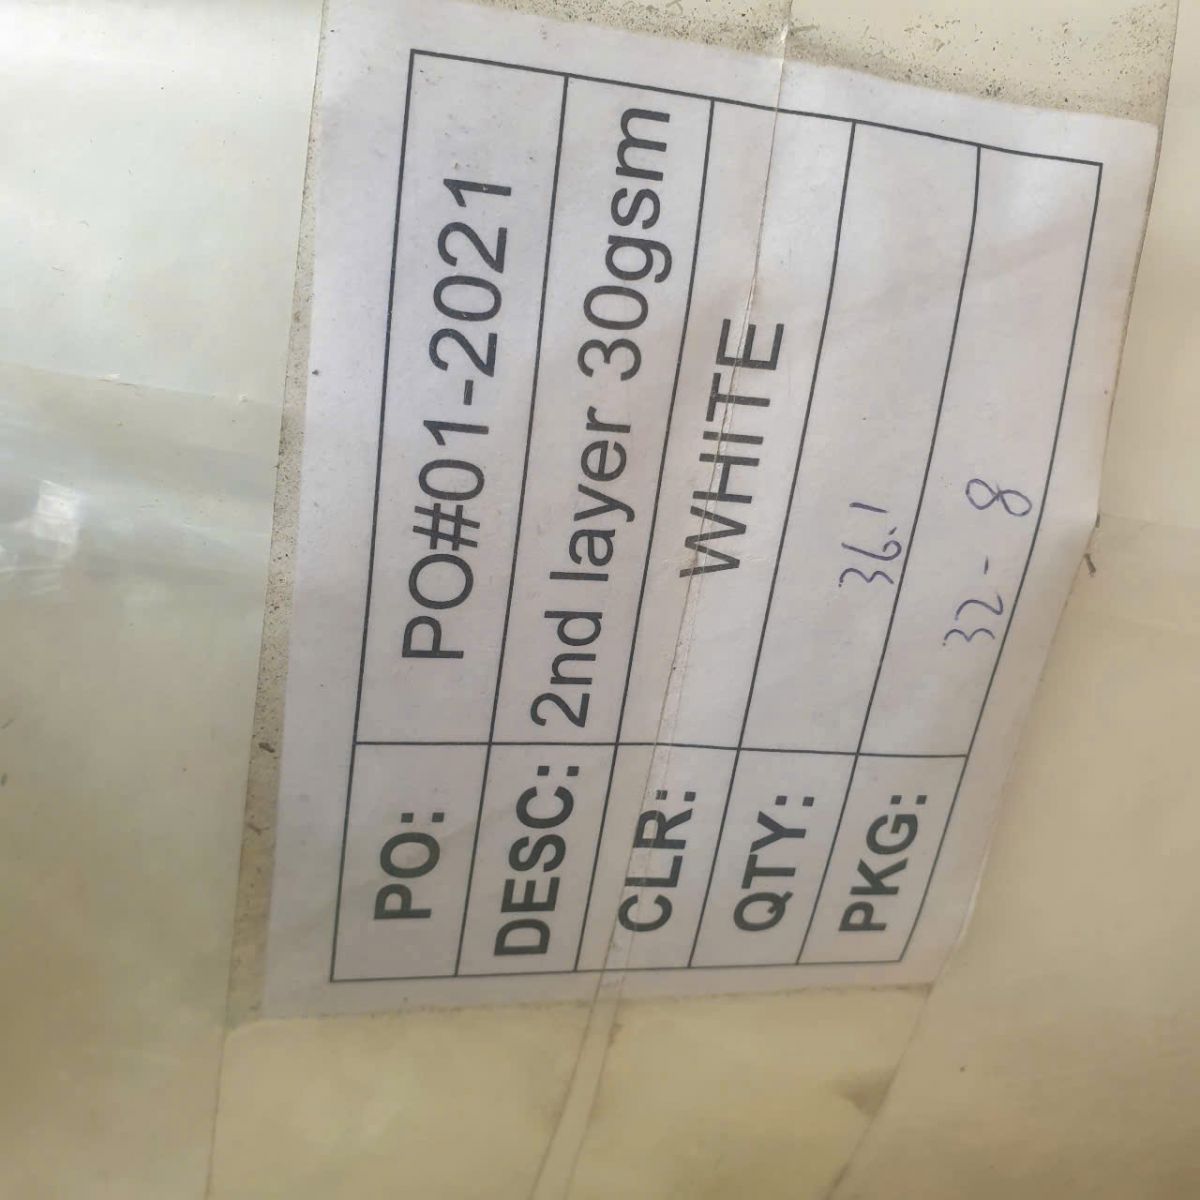 PO: PO#01-2021
DESC: 2nd layer 30gsm
CLR: WHITE
QTY: 36.1
PKG: 32-8